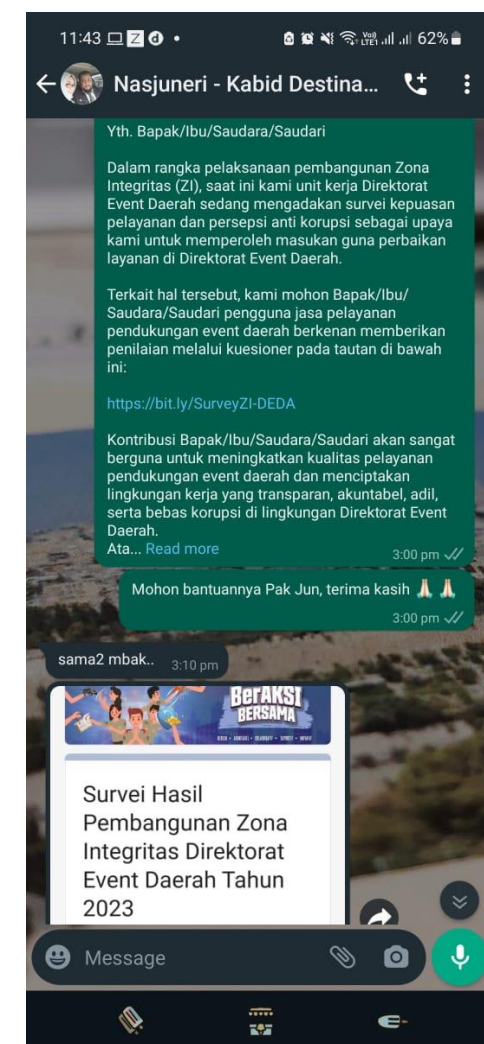 11:43
Vo)) LTE1
62%
Nasjuneri - Kabid Destina...
Yth. Bapak/Ibu/Saudara/Saudari
Dalam rangka pelaksanaan pembangunan Zona
Integritas (ZI), saat ini kami unit kerja Direktorat
Event Daerah sedang mengadakan survei kepuasan
pelayanan dan persepsi anti korupsi sebagai upaya
kami untuk memperoleh masukan guna perbaikan
layanan di Direktorat Event Daerah.
Terkait hal tersebut, kami mohon Bapak/Ibu/
Saudara/Saudari pengguna jasa pelayanan
pendukungan event daerah berkenan memberikan
penilaian melalui kuesioner pada tautan di bawah
ini:
https://bit.ly/SurveyZI-DEDA
Kontribusi Bapak/Ibu/Saudara/Saudari akan sangat
berguna untuk meningkatkan kualitas pelayanan
pendukungan event daerah dan menciptakan
lingkungan kerja yang transparan, akuntabel, adil,
serta bebas korupsi di lingkungan Direktorat Event
Daerah.
Ata... Read more
3:00 pm
Mohon bantuannya Pak Jun, terima kasih 🙏🏻 🙏🏻
3:00 pm
sama2 mbak..
3:10 pm
BerAKSI
BERSAMA
Survei Hasil
Pembangunan Zona
Integritas Direktorat
Event Daerah Tahun
2023
Message